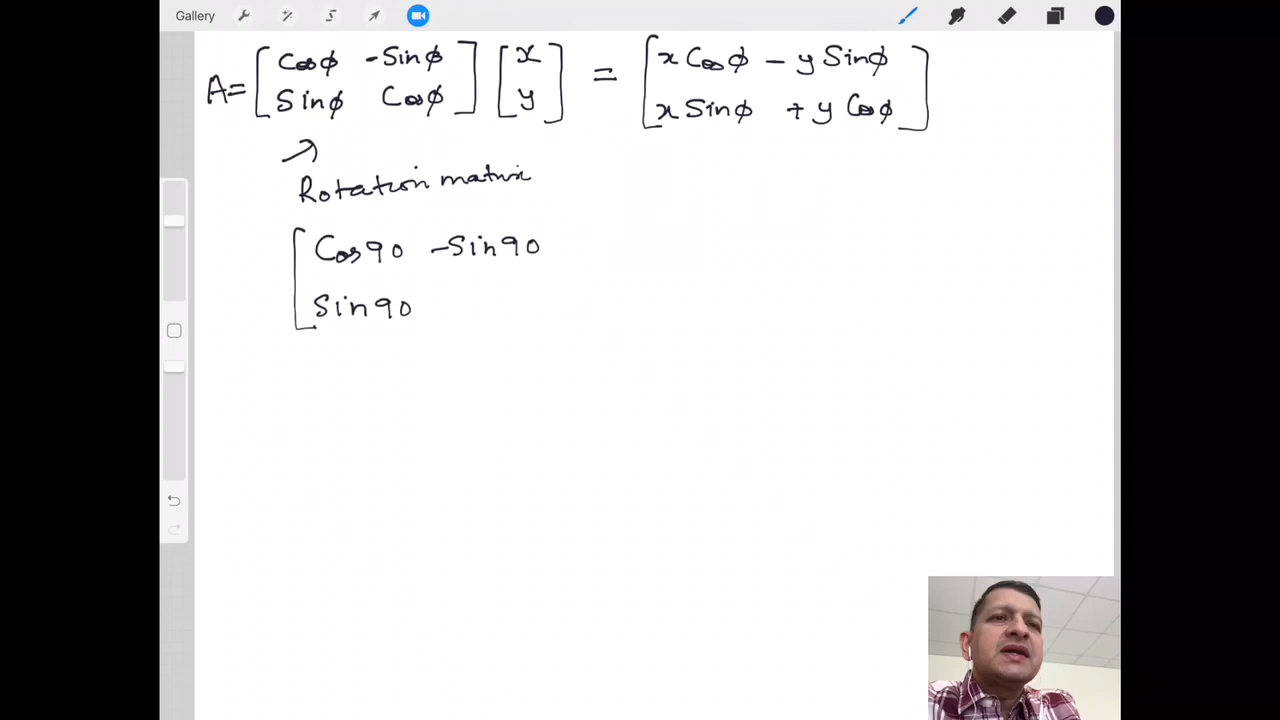 Gallery
A = [ Cosϕ -Sinϕ ] [ x ] = [ x Cosϕ - y Sinϕ ]
[ Sinϕ Cosϕ ] [ y ] [ x Sinϕ + y Cosϕ ]
Rotation matrix
[ Cos90 -Sin90
Sin90